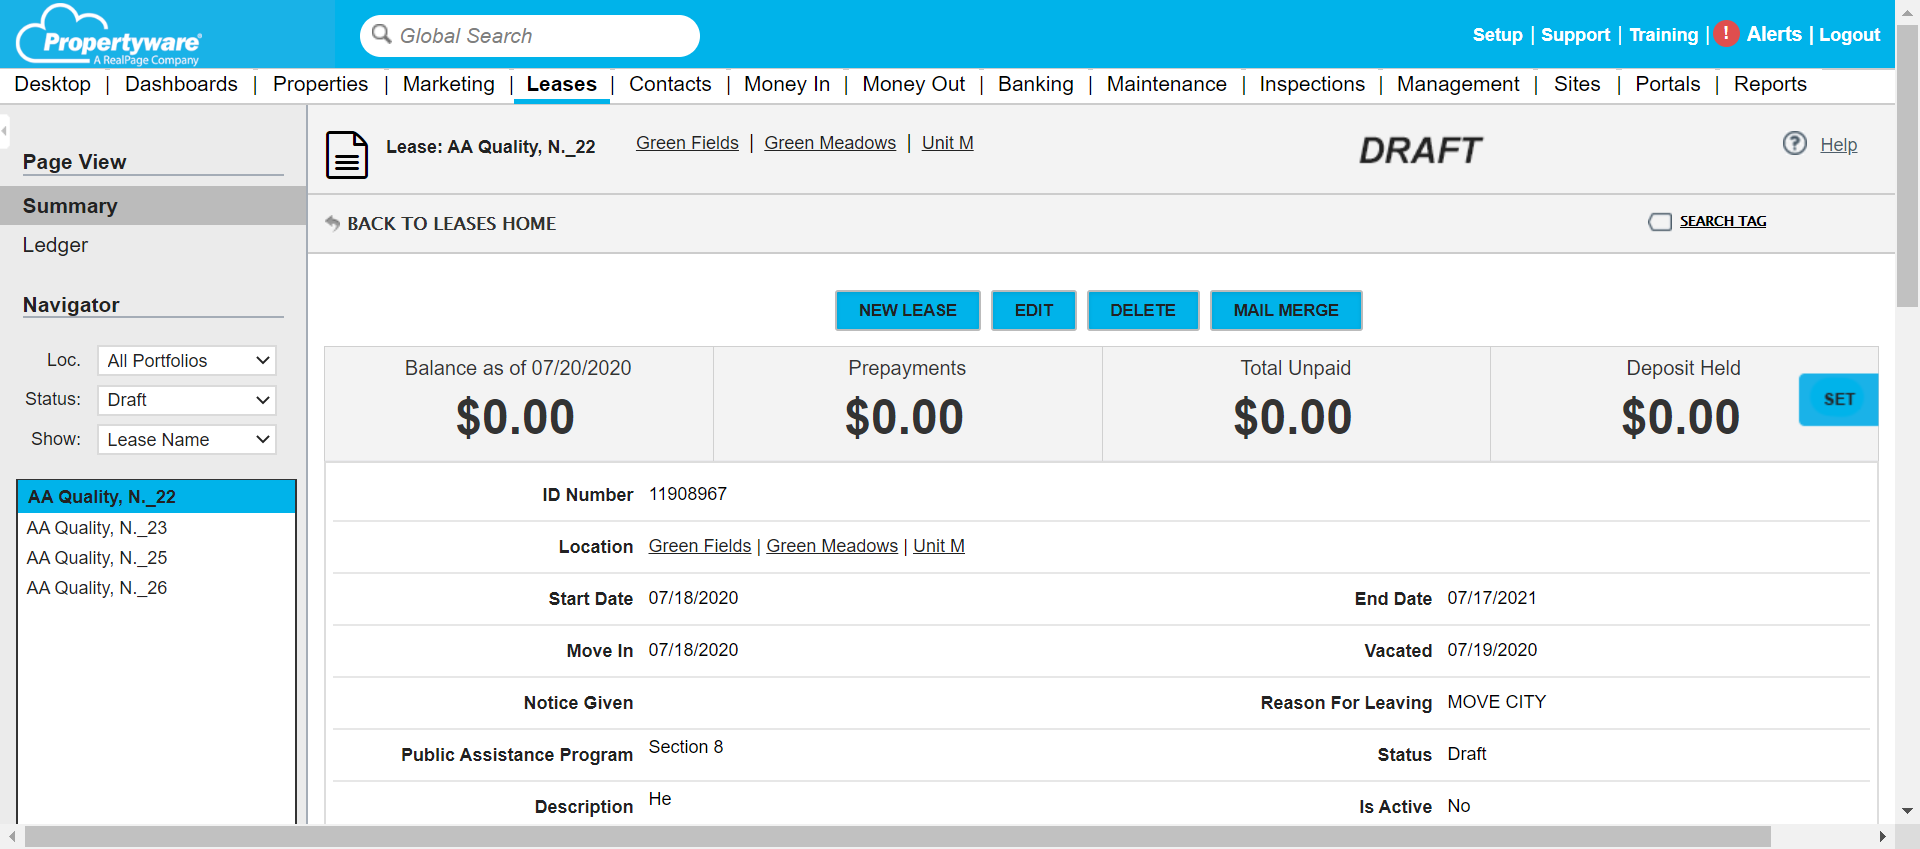 Propertyware
A RealPage Company
Global Search
Setup | Support | Training | ! Alerts | Logout
Desktop | Dashboards | Properties | Marketing | Leases | Contacts | Money In | Money Out | Banking | Maintenance | Inspections | Management | Sites | Portals | Reports
Page View
Summary
Ledger
Navigator
Loc. All Portfolios
Status: Draft
Show: Lease Name
AA Quality, N._22
AA Quality, N._23
AA Quality, N._25
AA Quality, N._26
Lease: AA Quality, N._22 Green Fields | Green Meadows | Unit M
DRAFT
? Help
BACK TO LEASES HOME
SEARCH TAG
NEW LEASE EDIT DELETE MAIL MERGE
Balance as of 07/20/2020 Prepayments Total Unpaid Deposit Held
$0.00 $0.00 $0.00 $0.00
SET
ID Number 11908967
Location Green Fields | Green Meadows | Unit M
Start Date 07/18/2020 End Date 07/17/2021
Move In 07/18/2020 Vacated 07/19/2020
Notice Given Reason For Leaving MOVE CITY
Public Assistance Program Section 8 Status Draft
Description He Is Active No